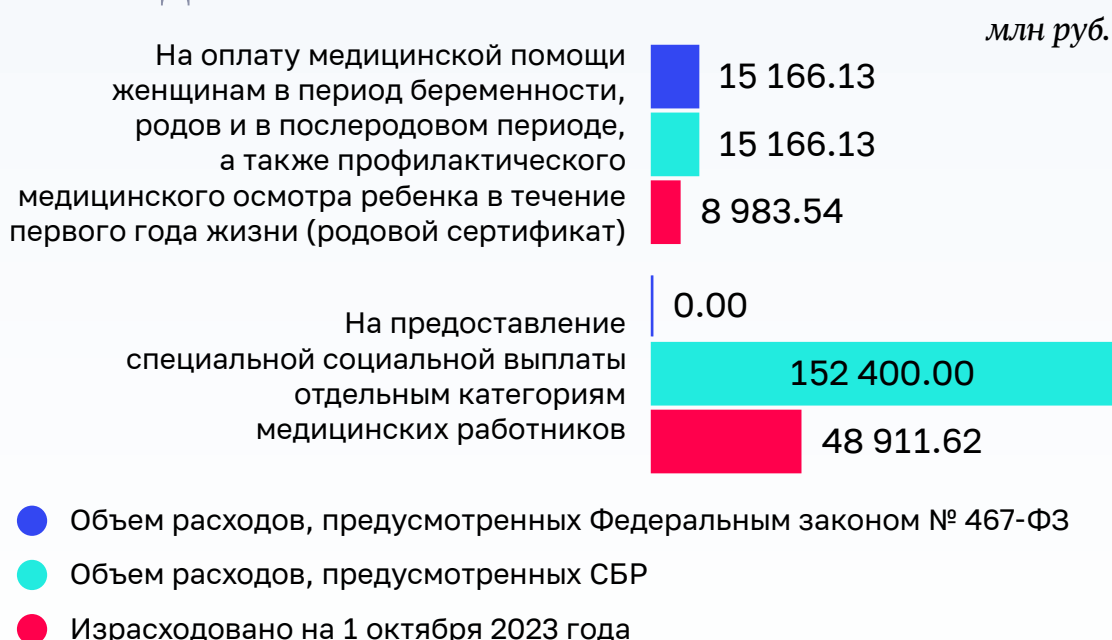 млн руб.
На оплату медицинской помощи
женщинам в период беременности,
родов и в послеродовом периоде,
а также профилактического
медицинского осмотра ребенка в течение
первого года жизни (родовой сертификат)
15 166.13
15 166.13
8 983.54
На предоставление
специальной социальной выплаты
отдельным категориям
медицинских работников
0.00
152 400.00
48 911.62
Объем расходов, предусмотренных Федеральным законом № 467-ФЗ
Объем расходов, предусмотренных СБР
Израсходовано на 1 октября 2023 года